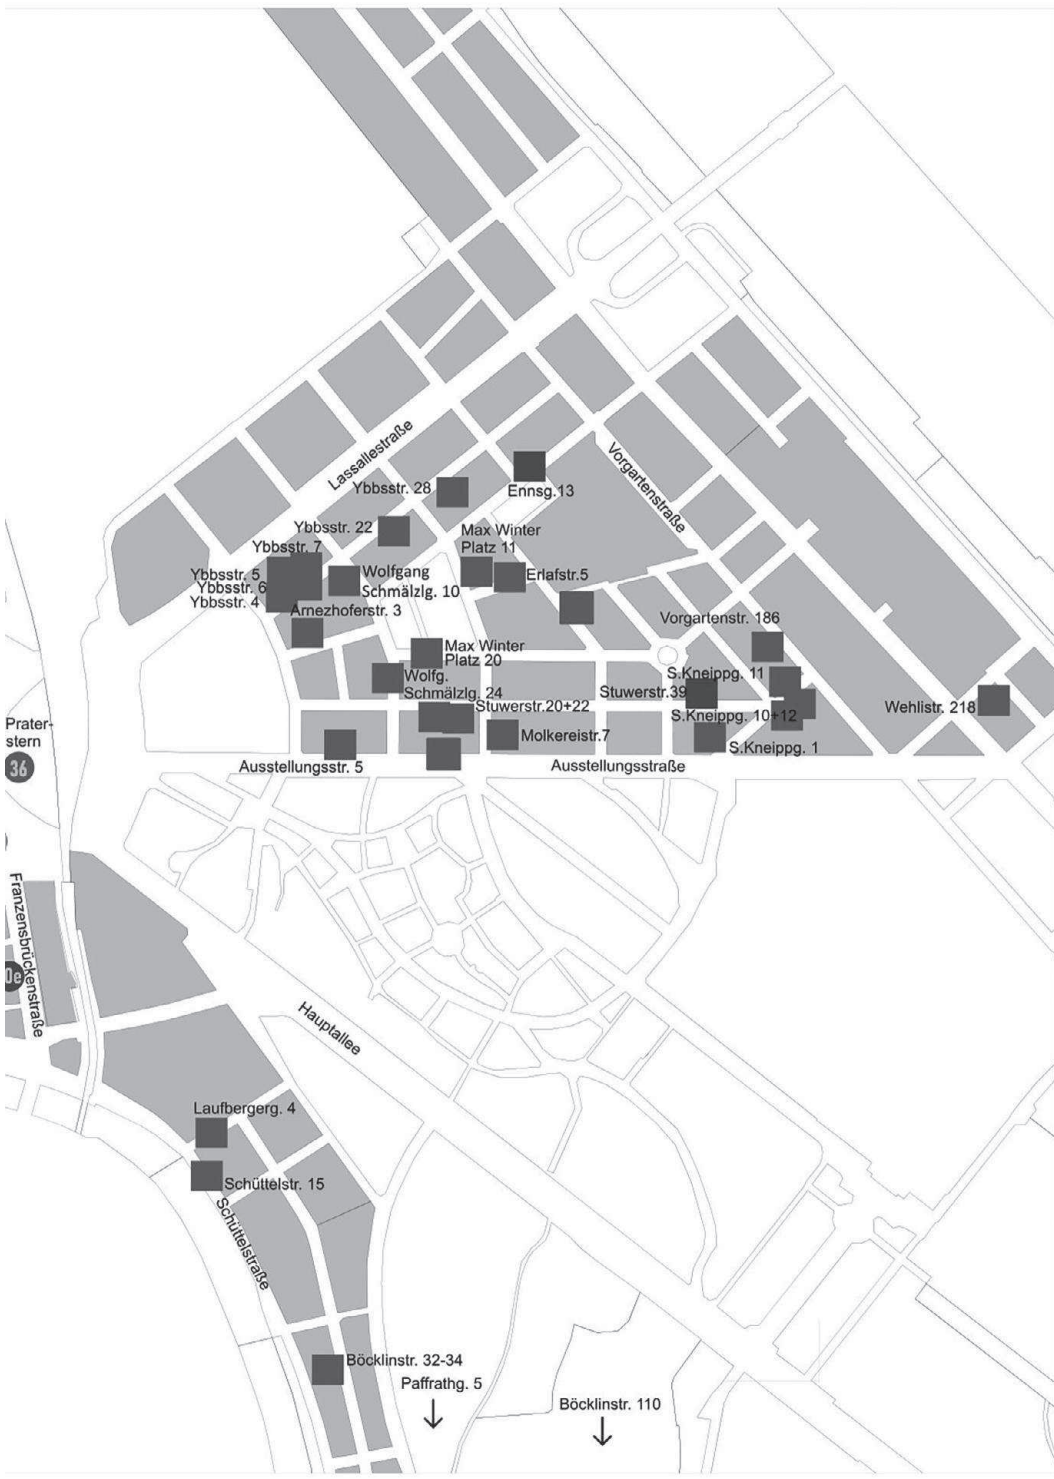 Lassallestraße
Vorgartenstraße
Ybbsstr. 28
Ennsg.13
Ybbsstr. 22
Max Winter
Platz 11
Ybbsstr. 7
Ybbsstr. 5
Ybbsstr. 6
Ybbsstr. 4
Wolfgang
Schmälzlg. 10
Erlafstr.5
Arnezhoferstr. 3
Vorgartenstr. 186
Max Winter
Platz 20
Wolfg.
Schmälzlg. 24
S.Kneippg. 11
Stuwerstr.39
Stuwerstr.20+22
S.Kneippg. 10+12
Wehlistr. 218
Molkereistr.7
S.Kneippg. 1
Prater-
stern
36
Ausstellungsstr. 5
Ausstellungsstraße
Franzensbrückenstraße
0e
Hauptallee
Laufbergerg. 4
Schüttelstr. 15
Schüttelstraße
Böcklinstr. 32-34
Paffrathg. 5
Böcklinstr. 110